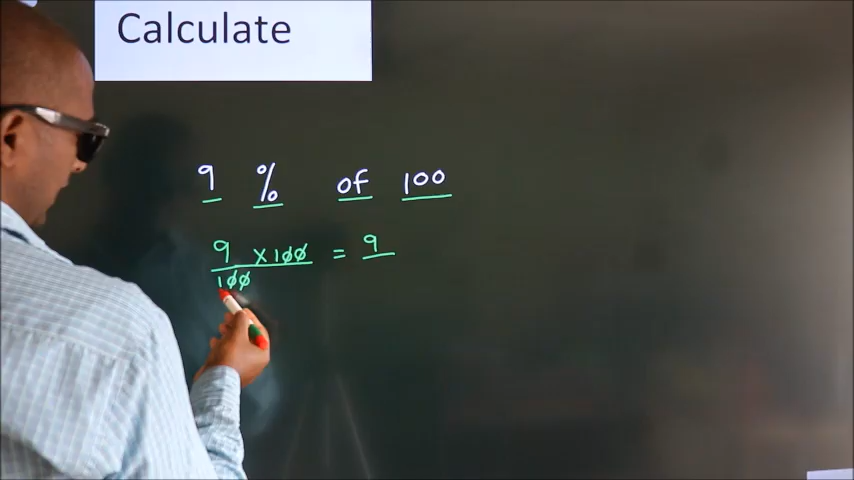 Calculate
9 % of 100
9 × 100 = 9
100